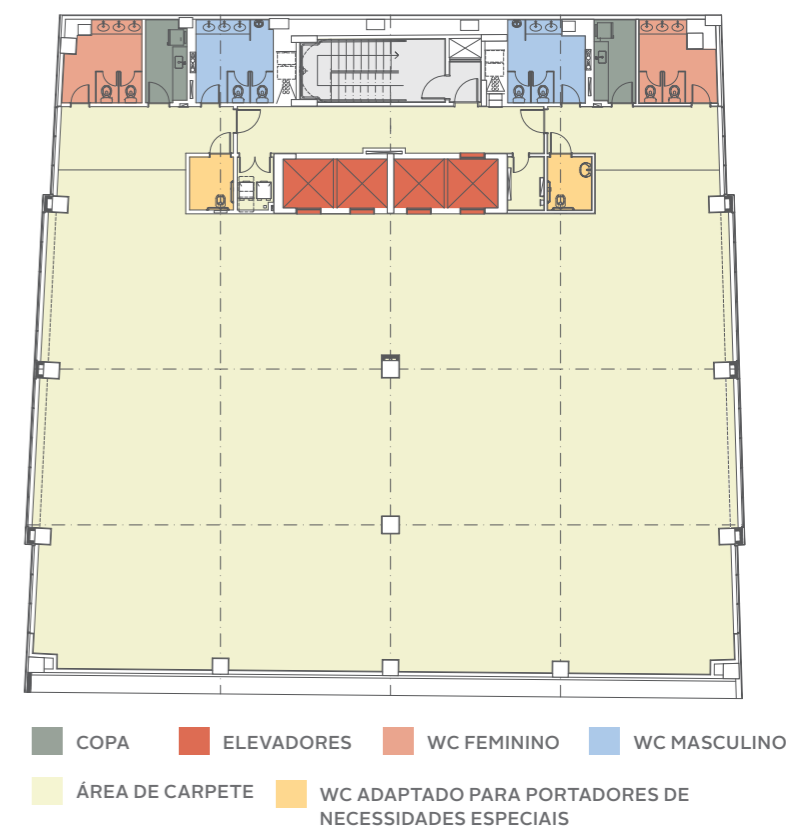 COPA
ELEVADORES
WC FEMININO
WC MASCULINO
ÁREA DE CARPETE
WC ADAPTADO PARA PORTADORES DE
NECESSIDADES ESPECIAIS